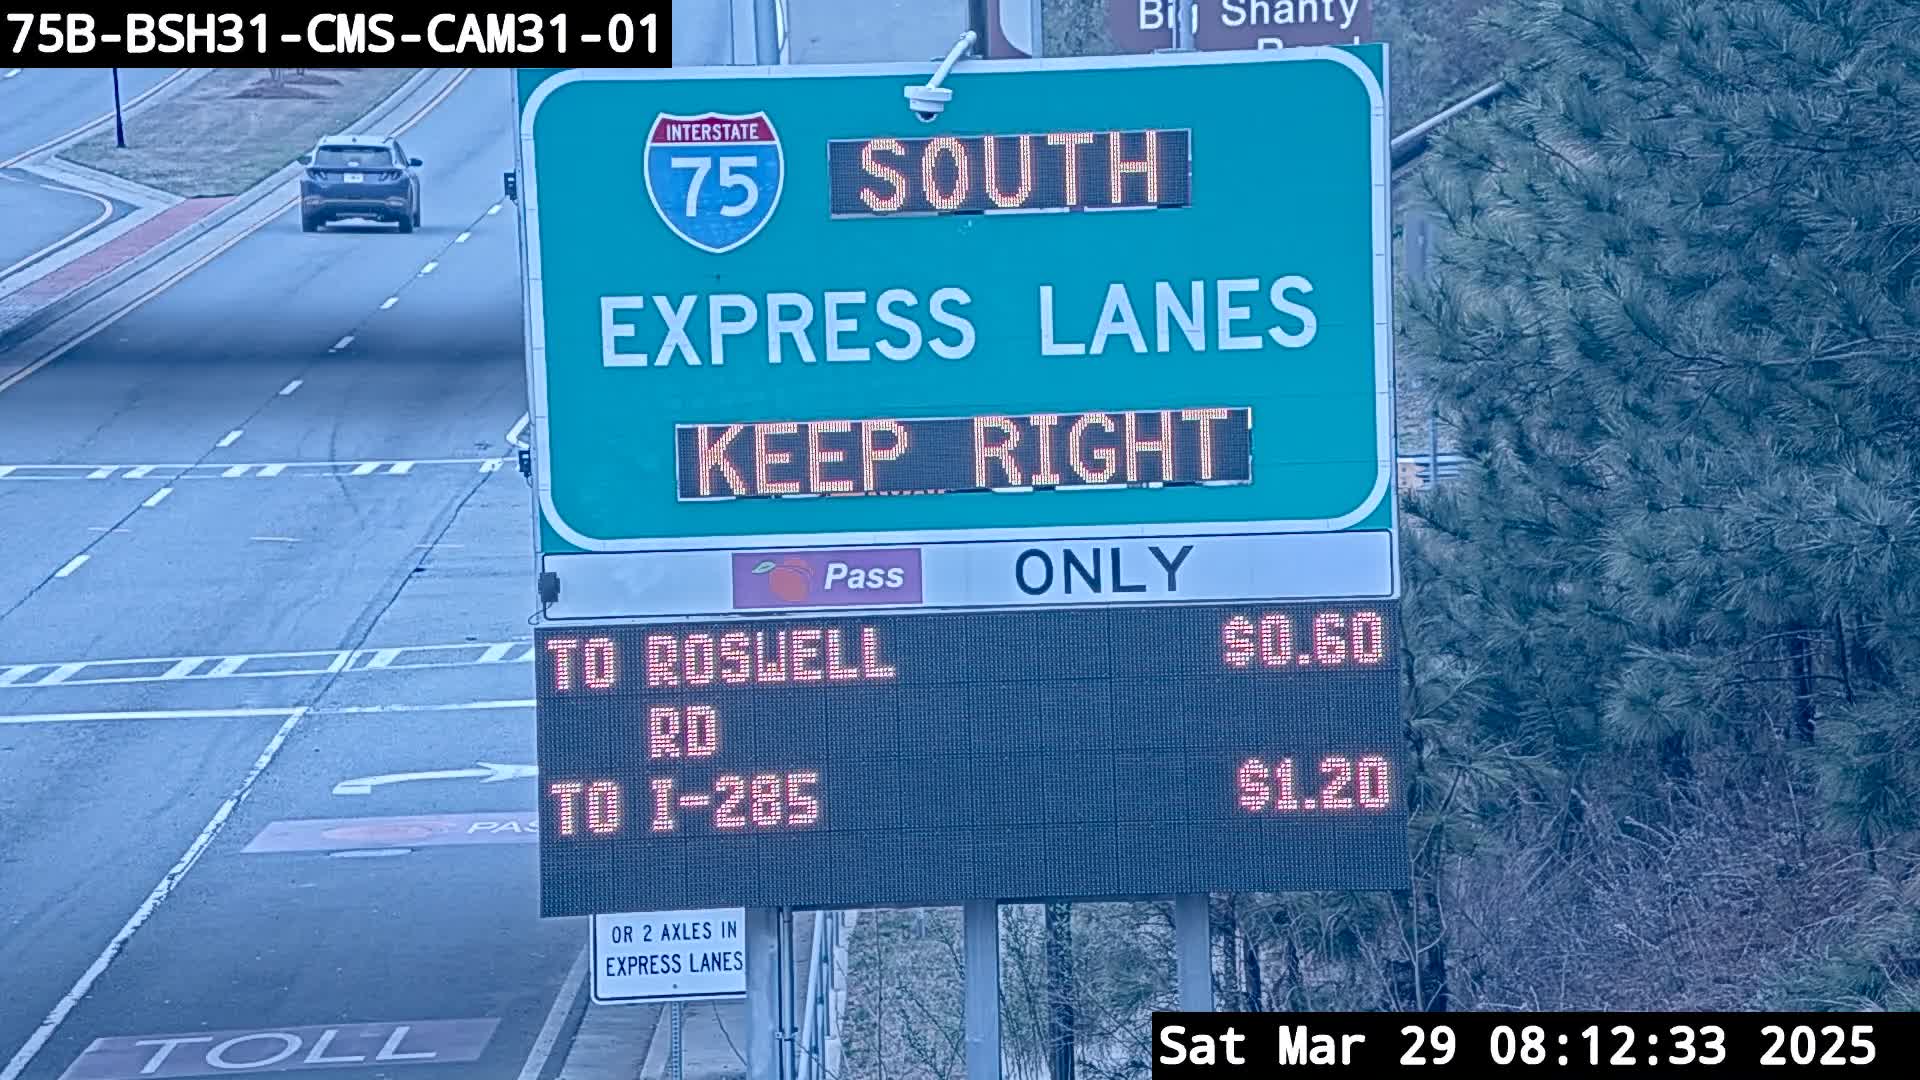 75B-BSH31-CMS-CAM31-01
Big Shanty
INTERSTATE
75
SOUTH
EXPRESS LANES
KEEP RIGHT
Pass ONLY
TO ROSWELL $0.60
RD
TO I-285 $1.20
OR 2 AXLES IN
EXPRESS LANES
TOLL
Sat Mar 29 08:12:33 2025